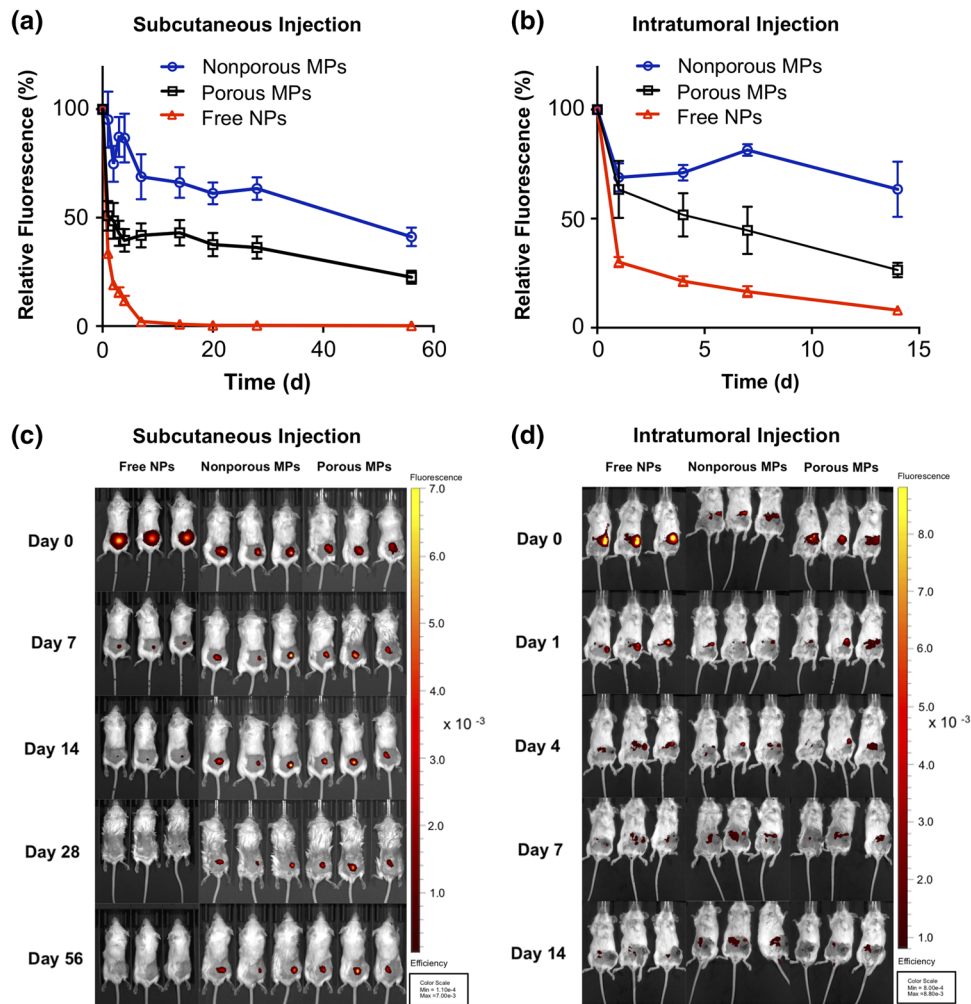 (a)
Subcutaneous Injection
Relative Fluorescence (%)
100
50
0
Nonporous MPs
Porous MPs
Free NPs
0 20 40 60
Time (d)
(b)
Intratumoral Injection
Relative Fluorescence (%)
100
50
0
Nonporous MPs
Porous MPs
Free NPs
0 5 10 15
Time (d)
(c)
Subcutaneous Injection
Free NPs Nonporous MPs Porous MPs
Day 0
Day 7
Day 14
Day 28
Day 56
Fluorescence
7.0
6.0
5.0
4.0
x 10 -3
3.0
2.0
1.0
Efficiency
Color Scale
Min = 1.10e-4
Max =7.00e-3
(d)
Intratumoral Injection
Free NPs Nonporous MPs Porous MPs
Day 0
Day 1
Day 4
Day 7
Day 14
Fluorescence
8.0
7.0
6.0
5.0
x 10 -3
4.0
3.0
2.0
1.0
Efficiency
Color Scale
Min = 8.00e-4
Max =8.80e-3